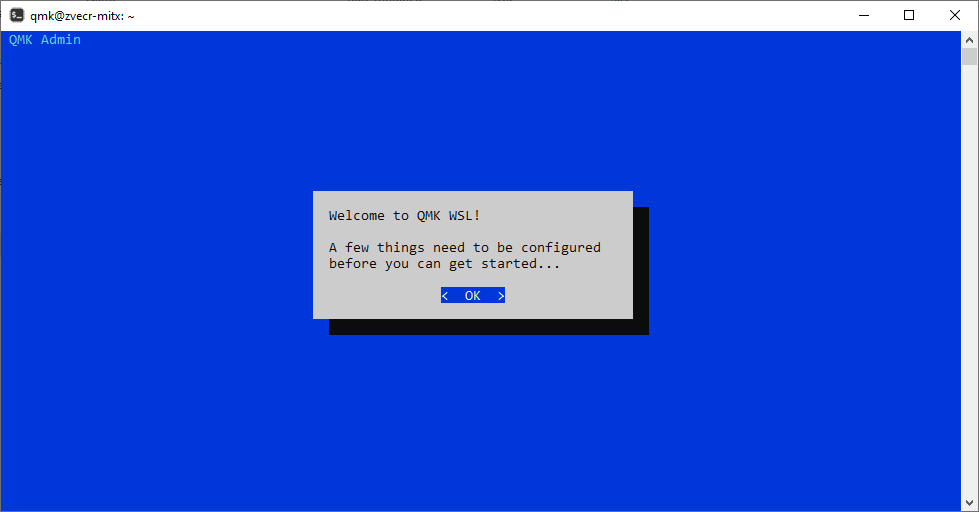 qmk@zvecr-mitx: ~
QMK Admin
Welcome to QMK WSL!
A few things need to be configured
before you can get started...
< OK >